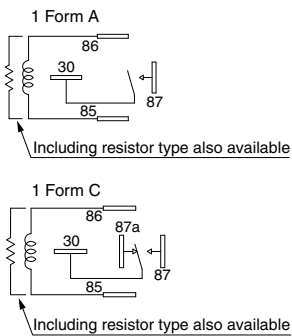 1 Form A
86
30
85
87
Including resistor type also available
1 Form C
86
87a
30
87
85
Including resistor type also available